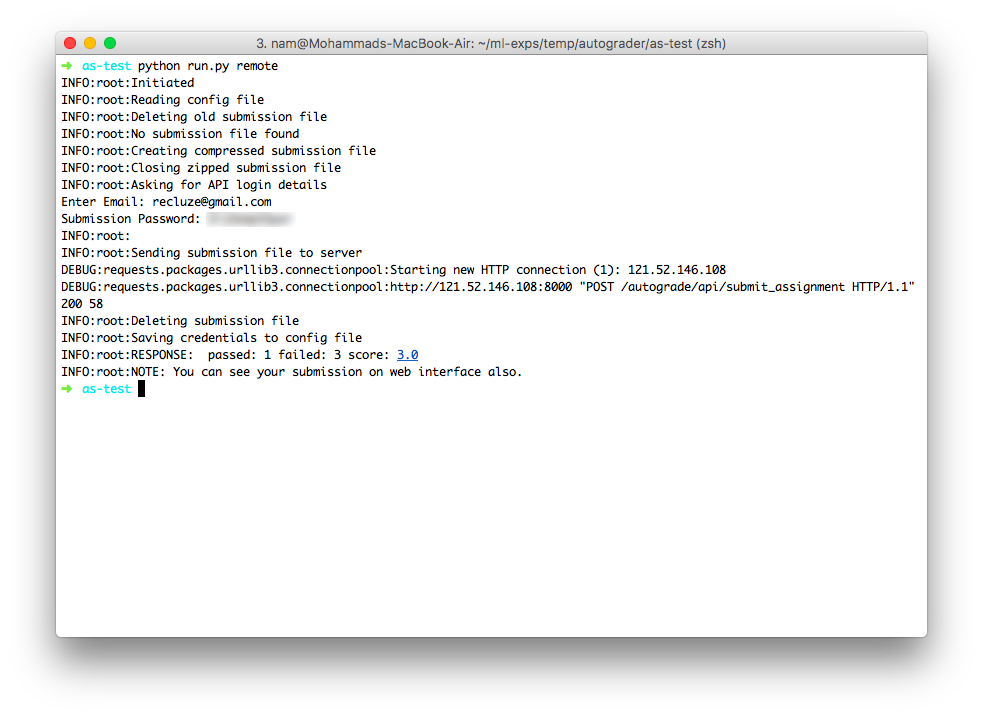 3. nam@Mohammads-MacBook-Air: ~/ml-exps/temp/autograder/as-test (zsh)
➜ as-test python run.py remote
INFO:root:Initiated
INFO:root:Reading config file
INFO:root:Deleting old submission file
INFO:root:No submission file found
INFO:root:Creating compressed submission file
INFO:root:Closing zipped submission file
INFO:root:Asking for API login details
Enter Email: recluze@gmail.com
Submission Password:
INFO:root:
INFO:root:Sending submission file to server
DEBUG:requests.packages.urllib3.connectionpool:Starting new HTTP connection (1): 121.52.146.108
DEBUG:requests.packages.urllib3.connectionpool:http://121.52.146.108:8000 "POST /autograde/api/submit_assignment HTTP/1.1"
200 58
INFO:root:Deleting submission file
INFO:root:Saving credentials to config file
INFO:root:RESPONSE:  passed: 1 failed: 3 score: 3.0
INFO:root:NOTE: You can see your submission on web interface also.
➜ as-test